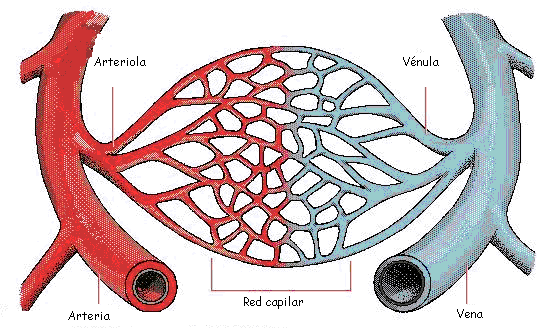 Arteriola
Vénula
Red capilar
Arteria
Vena